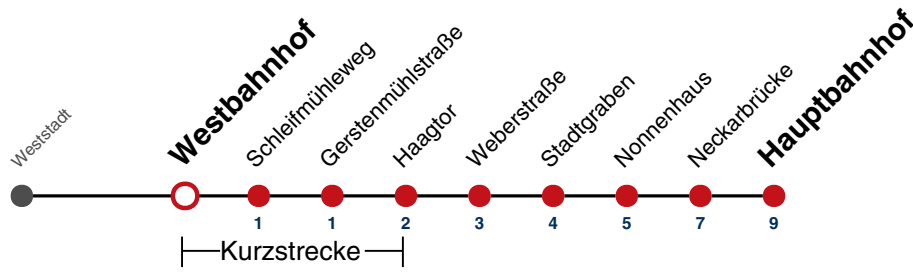 Weststadt
Westbahnhof
Schleifmühleweg
Gerstenmühlstraße
Haagtor
Weberstraße
Stadtgraben
Nonnenhaus
Neckarbrücke
Hauptbahnhof
1 1 2 3 4 5 7 9
Kurzstrecke